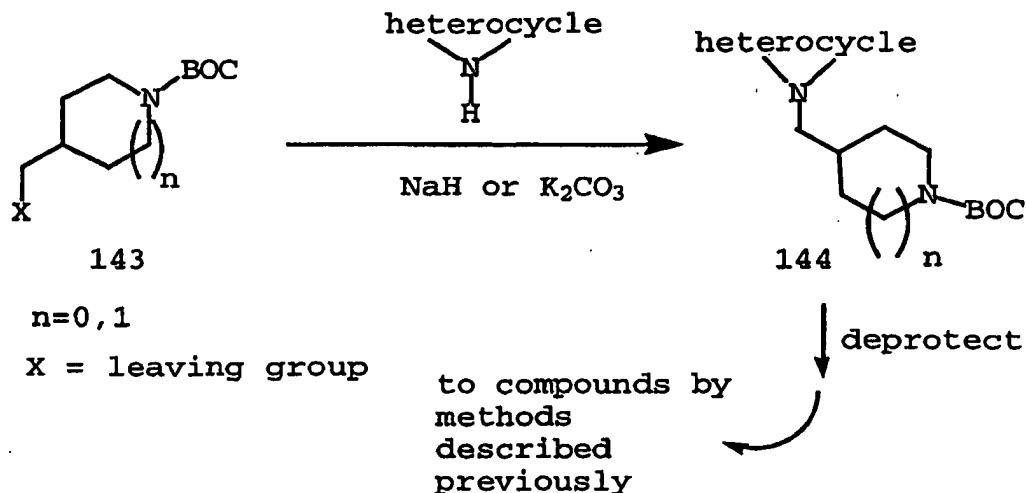 heterocycle
N
H
NaH or K2CO3
N
BOC
n
X
143
n=0,1
X = leaving group
heterocycle
N
N
BOC
n
144
deprotect
to compounds by
methods
described
previously